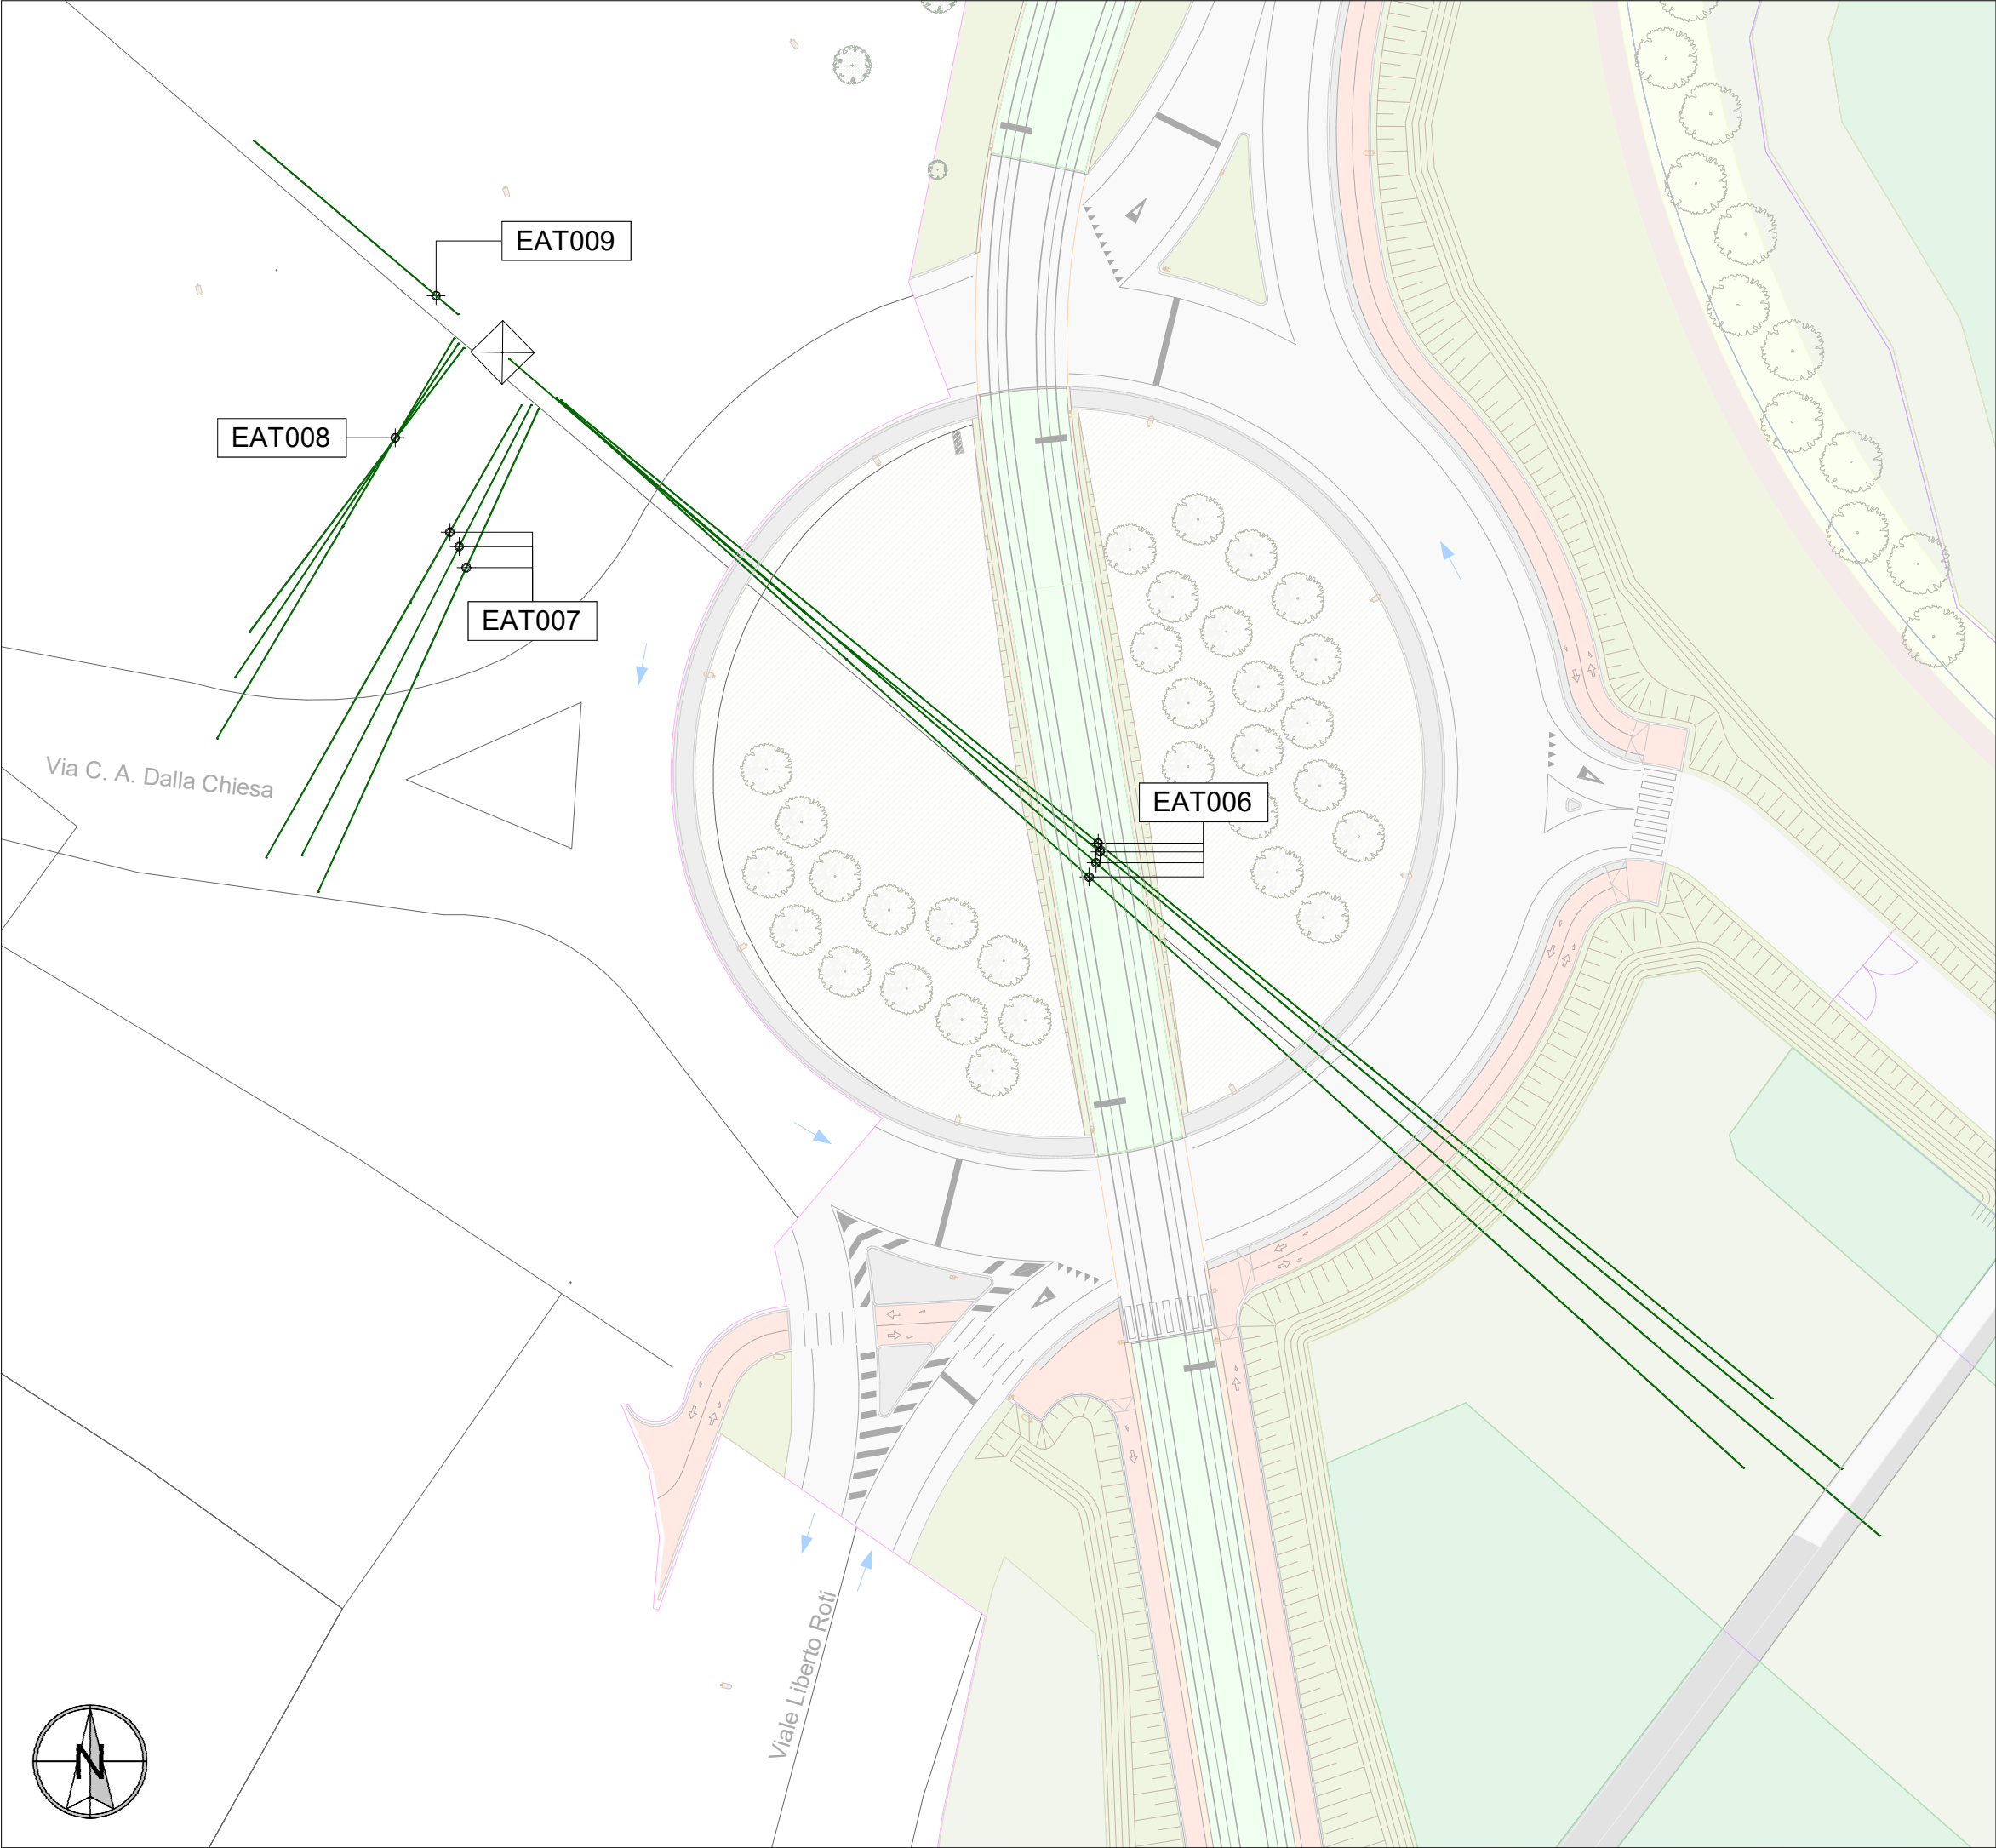 EAT009
EAT008
EAT007
Via C. A. Dalla Chiesa
EAT006
Viale Liberto Roti
N